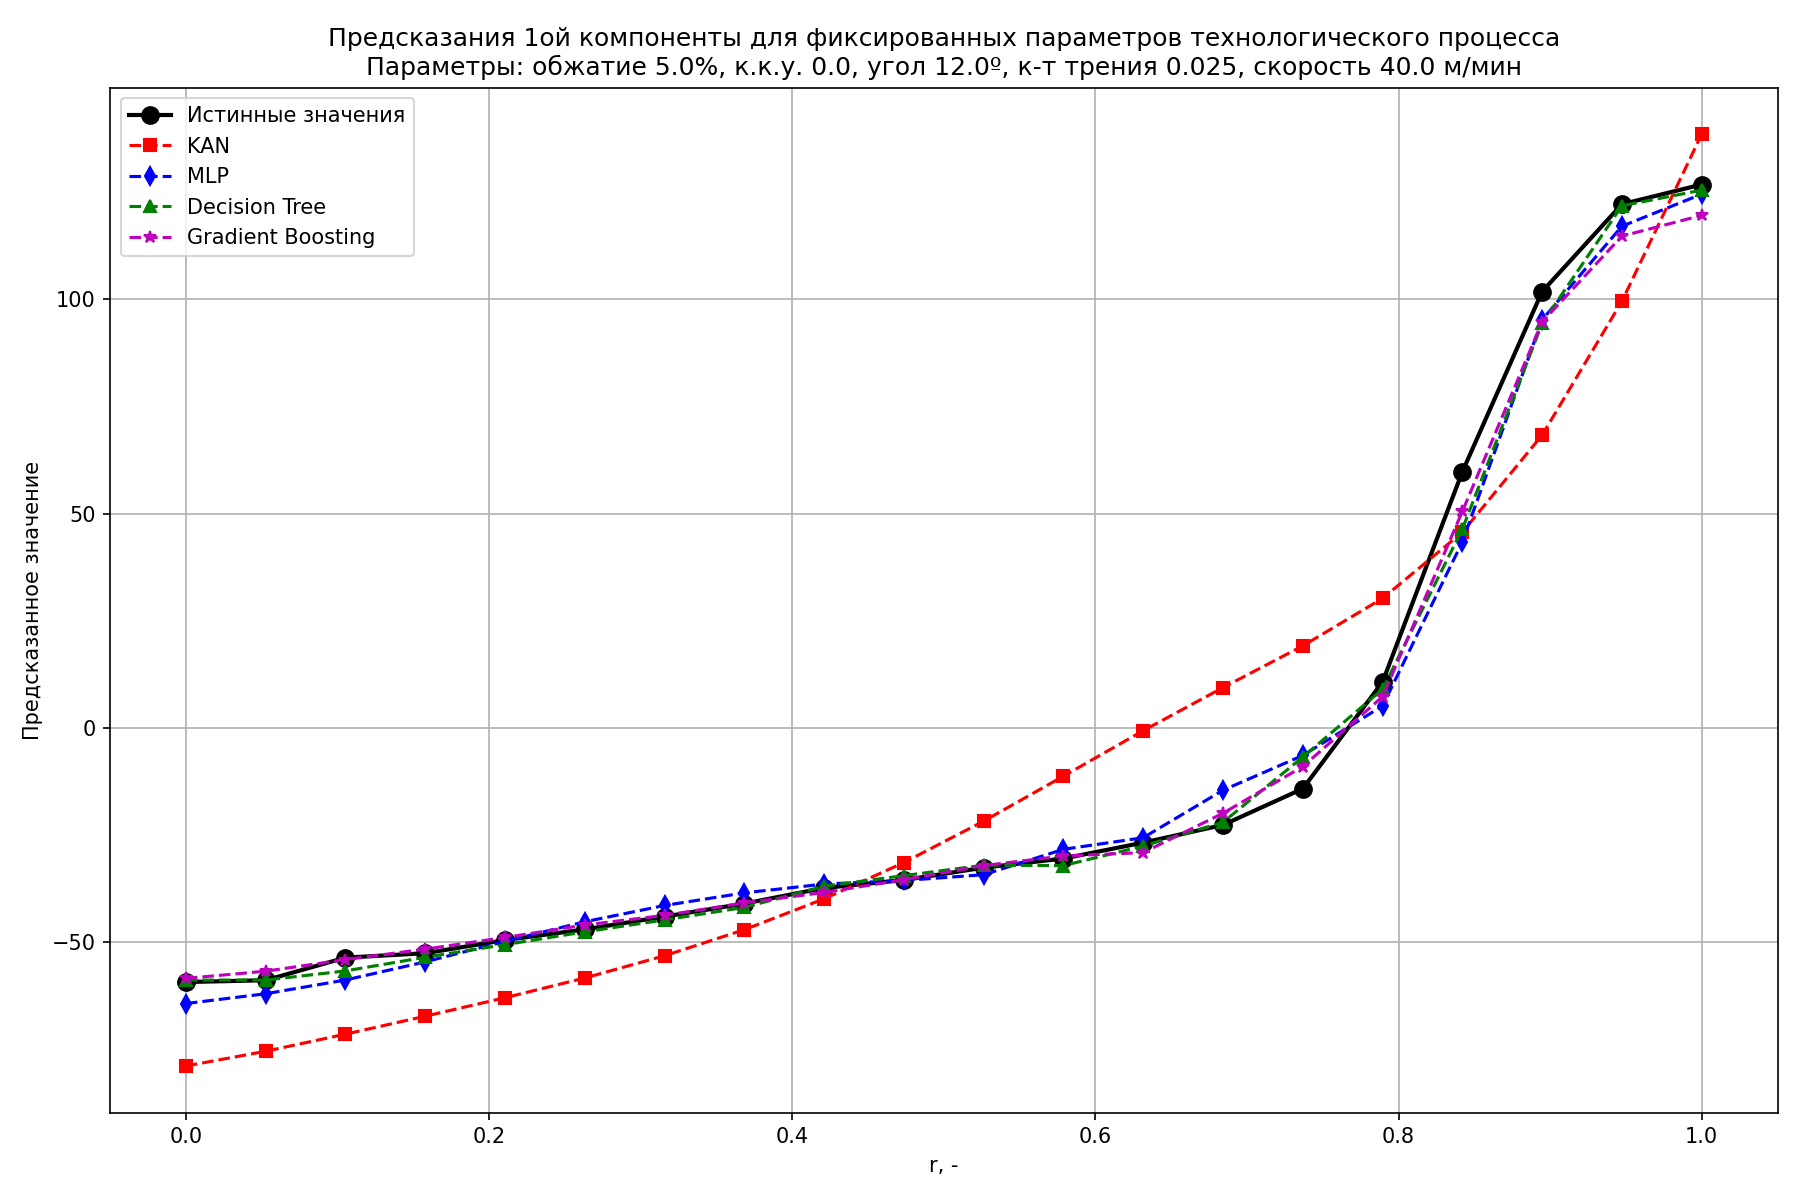 Предсказания 1ой компоненты для фиксированных параметров технологического процесса
Параметры: обжатие 5.0%, к.к.у. 0.0, угол 12.0º, к-т трения 0.025, скорость 40.0 м/мин
Истинные значения
KAN
MLP
Decision Tree
Gradient Boosting
Предсказанное значение
100
50
0
−50
0.0
0.2
0.4
0.6
0.8
1.0
r, -